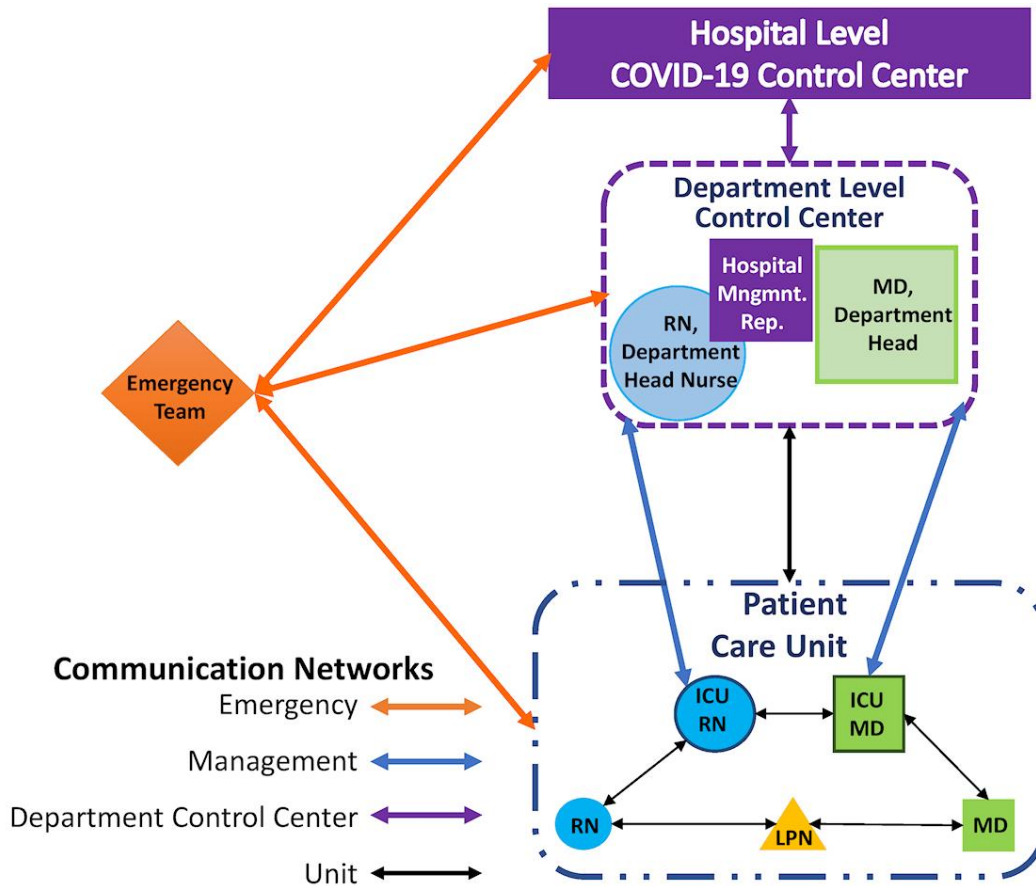 Hospital Level
COVID-19 Control Center
Department Level
Control Center
Hospital
Mngmnt.
Rep.
MD,
Department
Head
RN,
Department
Head Nurse
Emergency
Team
Patient
Care Unit
ICU
RN
ICU
MD
RN
LPN
MD
Communication Networks
Emergency
Management
Department Control Center
Unit